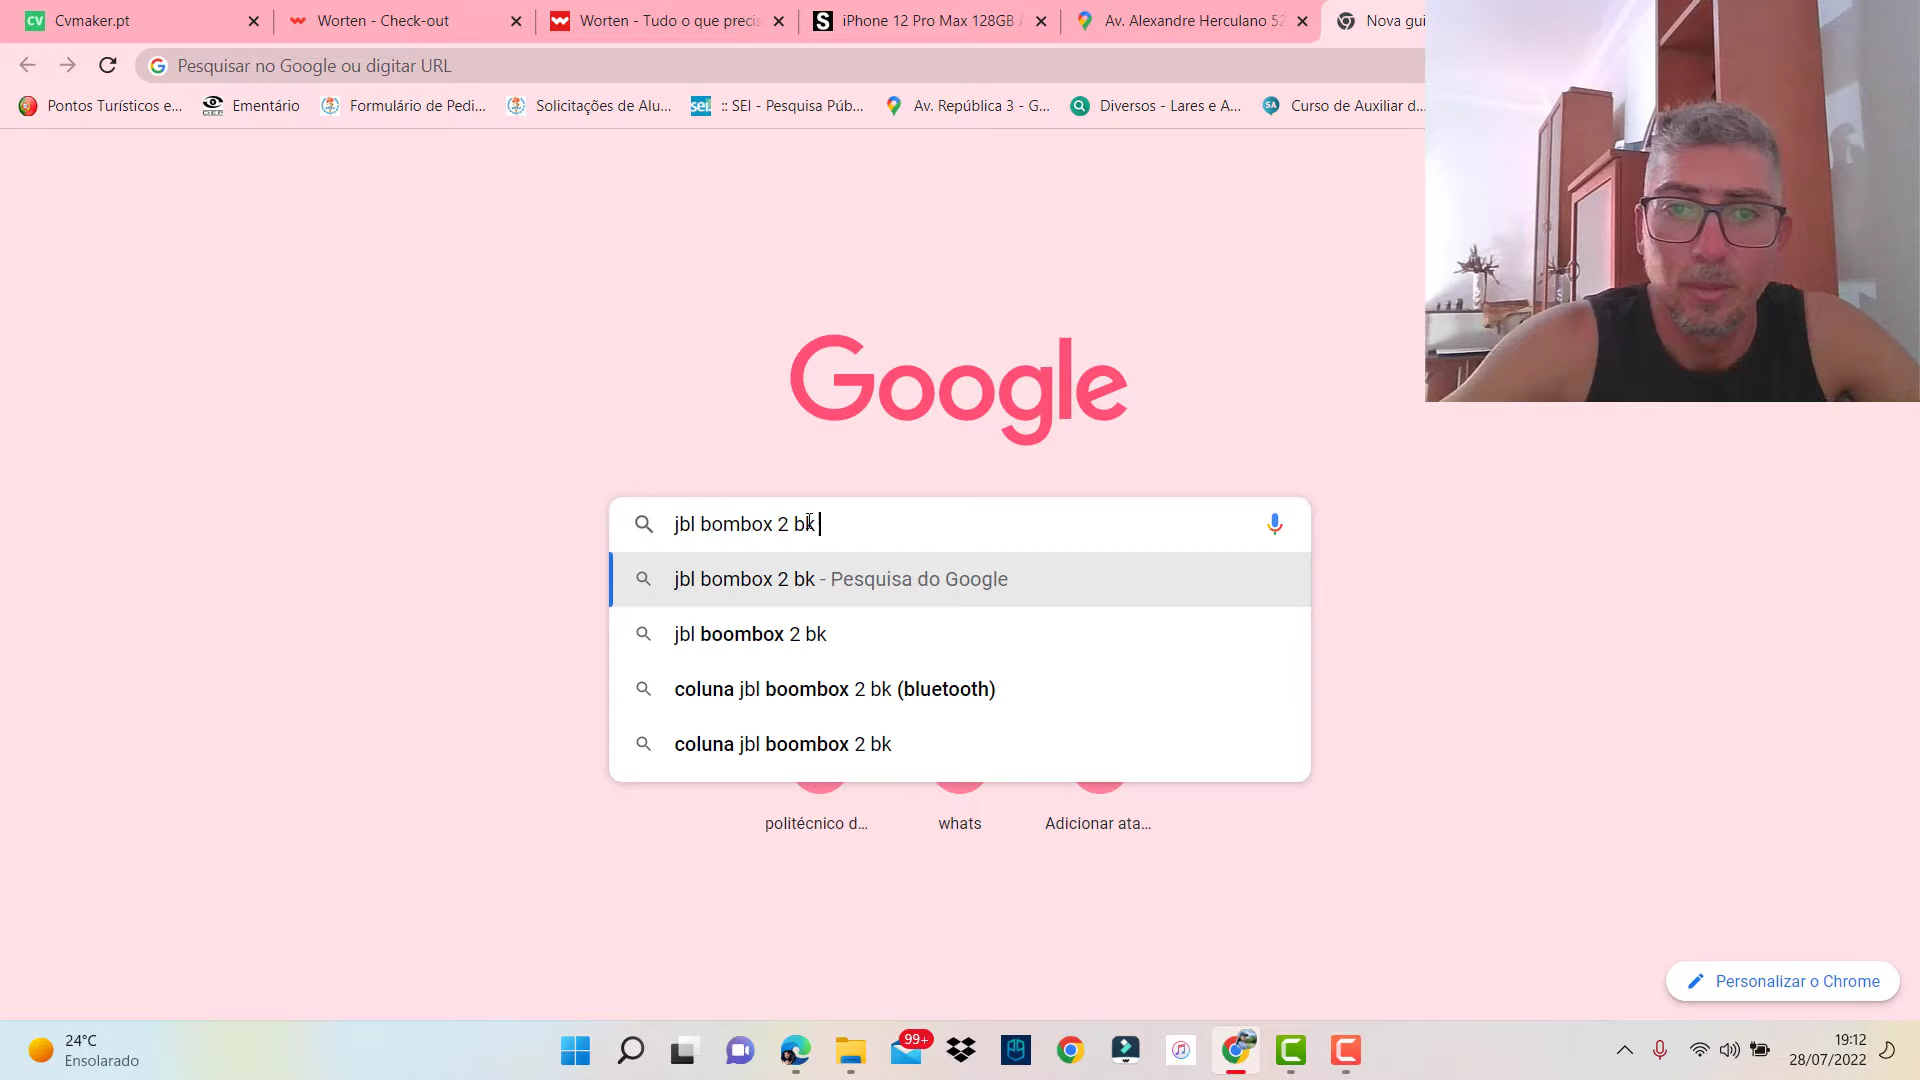 Cvmaker.pt
Worten - Check-out
Worten - Tudo o que precis
iPhone 12 Pro Max 128GB
Av. Alexandre Herculano 52
Nova gui
Pesquisar no Google ou digitar URL
Pontos Turísticos e...
Ementário
Formulário de Pedi...
Solicitações de Alu...
:: SEI - Pesquisa Púb...
Av. República 3 - G...
Diversos - Lares e A...
Curso de Auxiliar d...
Google
jbl bombox 2 bk
jbl bombox 2 bk - Pesquisa do Google
jbl boombox 2 bk
coluna jbl boombox 2 bk (bluetooth)
coluna jbl boombox 2 bk
politécnico d...
whats
Adicionar ata...
Personalizar o Chrome
24°C
Ensolarado
99+
19:12
28/07/2022